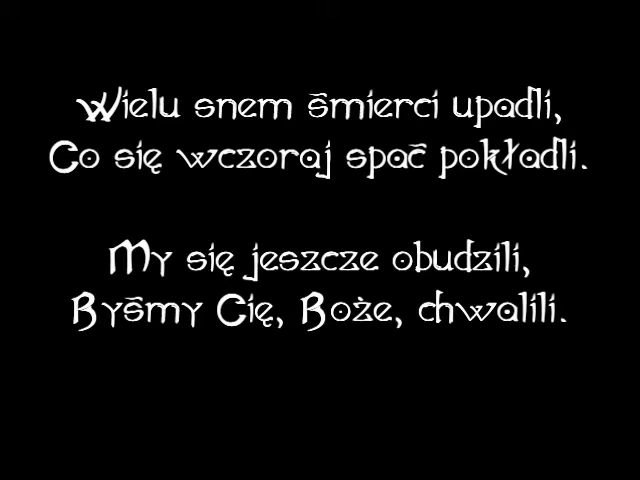 Wielu snem śmierci upadli,
Co się wczoraj spać pokładli.
My się jeszcze obudzili,
Byśmy Cię, Boże, chwalili.